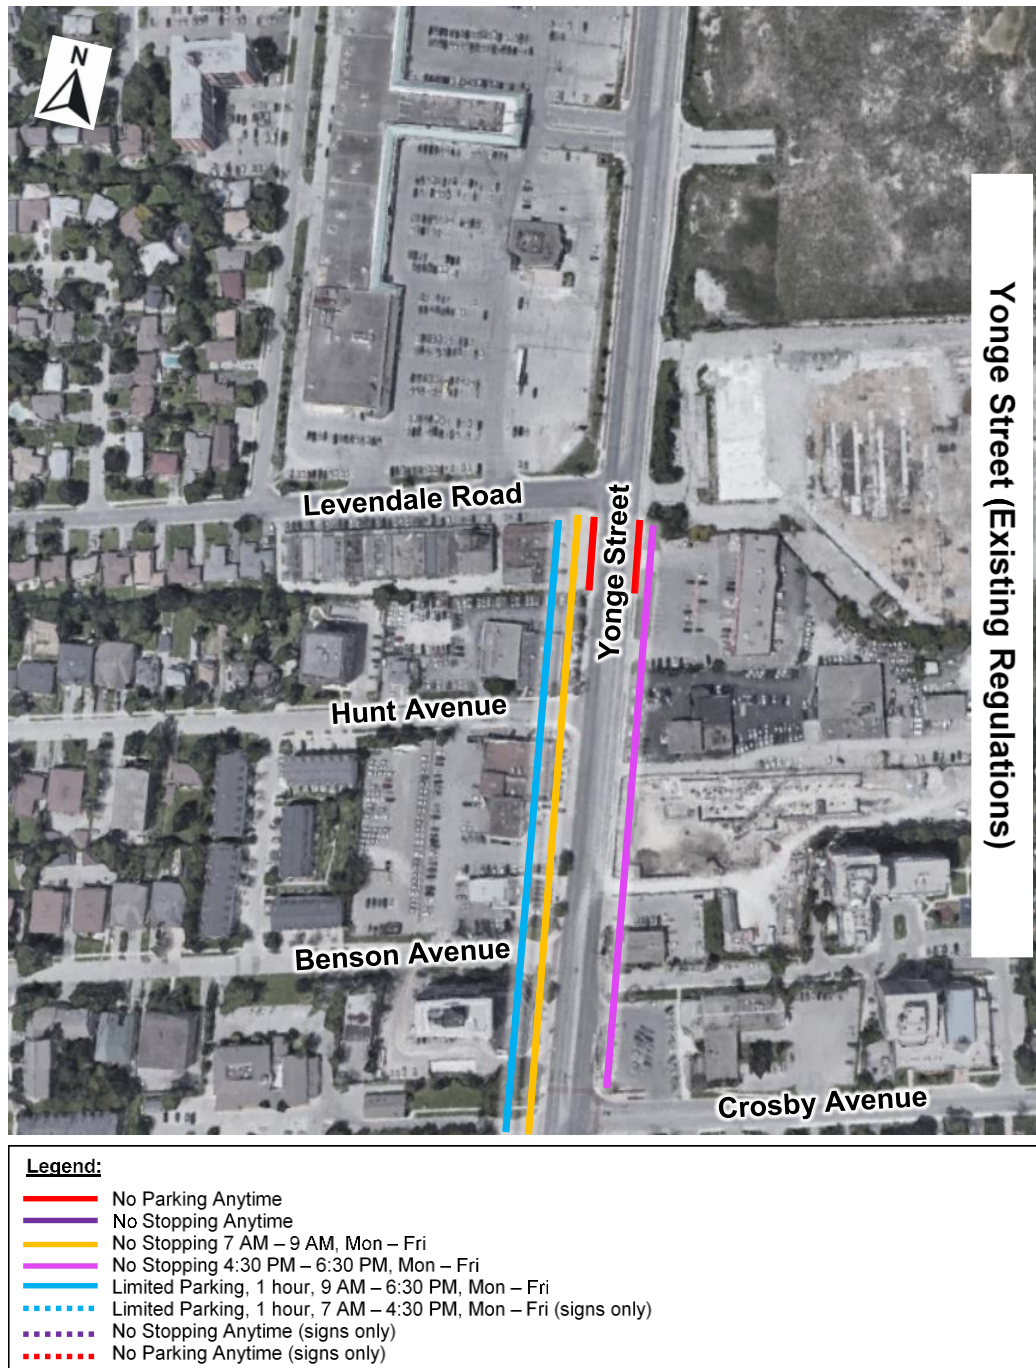 N
Levendale Road
Yonge Street
Hunt Avenue
Benson Avenue
Crosby Avenue
Yonge Street (Existing Regulations)
Legend:
No Parking Anytime
No Stopping Anytime
No Stopping 7 AM – 9 AM, Mon – Fri
No Stopping 4:30 PM – 6:30 PM, Mon – Fri
Limited Parking, 1 hour, 9 AM – 6:30 PM, Mon – Fri
Limited Parking, 1 hour, 7 AM – 4:30 PM, Mon – Fri (signs only)
No Stopping Anytime (signs only)
No Parking Anytime (signs only)